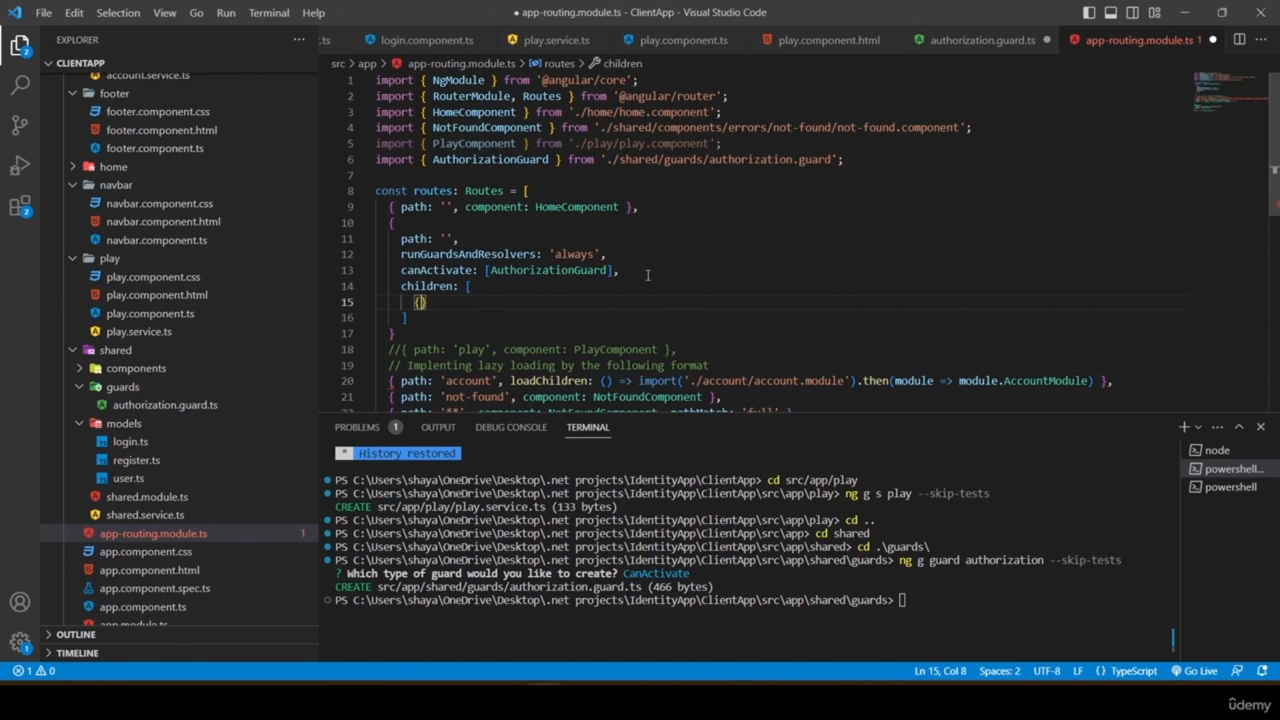 File Edit Selection View Go Run Terminal Help
● app-routing.module.ts - ClientApp - Visual Studio Code
EXPLORER
.ts login.component.ts play.service.ts play.component.ts play.component.html authorization.guard.ts ● app-routing.module.ts 1 ●
CLIENTAPP
account.service.ts
footer
footer.component.css
footer.component.html
footer.component.ts
home
navbar
navbar.component.css
navbar.component.html
navbar.component.ts
play
play.component.css
play.component.html
play.component.ts
play.service.ts
shared
components
guards
authorization.guard.ts
models
login.ts
register.ts
user.ts
shared.module.ts
shared.service.ts
app-routing.module.ts 1
app.component.css
app.component.html
app.component.spec.ts
app.component.ts
app.module.ts
OUTLINE
TIMELINE
src > app > app-routing.module.ts > routes > children
1 import { NgModule } from '@angular/core';
2 import { RouterModule, Routes } from '@angular/router';
3 import { HomeComponent } from './home/home.component';
4 import { NotFoundComponent } from './shared/components/errors/not-found/not-found.component';
5 import { PlayComponent } from './play/play.component';
6 import { AuthorizationGuard } from './shared/guards/authorization.guard';
7
8 const routes: Routes = [
9 { path: '', component: HomeComponent },
10 {
11 path: '',
12 runGuardsAndResolvers: 'always',
13 canActivate: [AuthorizationGuard],
14 children: [
15 {}
16 ]
17 }
18 //{ path: 'play', component: PlayComponent },
19 // Implenting lazy loading by the following format
20 { path: 'account', loadChildren: () => import('./account/account.module').then(module => module.AccountModule) },
21 { path: 'not-found', component: NotFoundComponent },
22 { path: '**', component: NotFoundComponent, pathMatch: 'full' }
PROBLEMS 1 OUTPUT DEBUG CONSOLE TERMINAL
* History restored
PS C:\Users\shaya\OneDrive\Desktop\.net projects\IdentityApp\ClientApp> cd src/app/play
PS C:\Users\shaya\OneDrive\Desktop\.net projects\IdentityApp\ClientApp\src\app\play> ng g s play --skip-tests
CREATE src/app/play/play.service.ts (133 bytes)
PS C:\Users\shaya\OneDrive\Desktop\.net projects\IdentityApp\ClientApp\src\app\play> cd ..
PS C:\Users\shaya\OneDrive\Desktop\.net projects\IdentityApp\ClientApp\src\app> cd shared
PS C:\Users\shaya\OneDrive\Desktop\.net projects\IdentityApp\ClientApp\src\app\shared> cd .\guards\
PS C:\Users\shaya\OneDrive\Desktop\.net projects\IdentityApp\ClientApp\src\app\shared\guards> ng g guard authorization --skip-tests
? Which type of guard would you like to create? CanActivate
CREATE src/app/shared/guards/authorization.guard.ts (466 bytes)
PS C:\Users\shaya\OneDrive\Desktop\.net projects\IdentityApp\ClientApp\src\app\shared\guards>
node
powershell...
powershell
1 0 Ln 15, Col 8 Spaces: 2 UTF-8 LF {} TypeScript Go Live
ûdemy